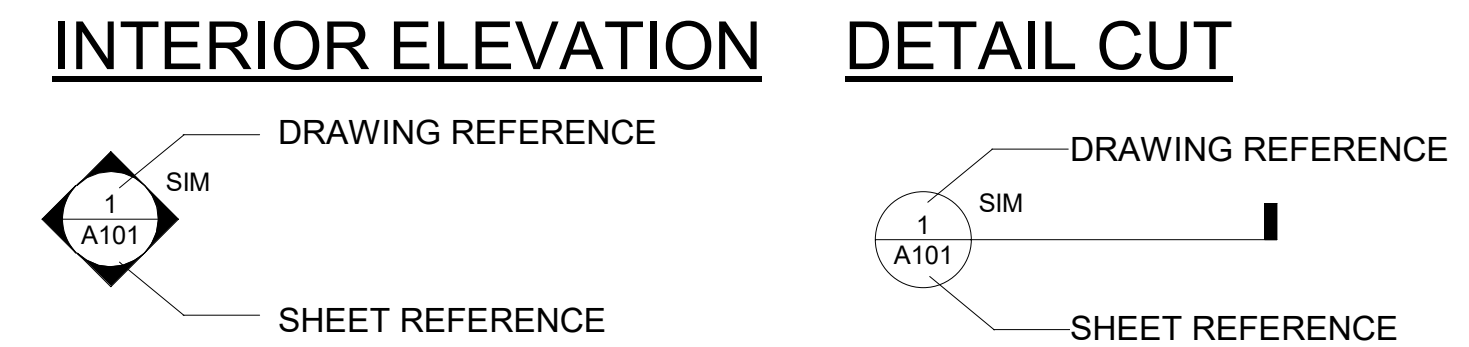 INTERIOR ELEVATION
DRAWING REFERENCE
SIM
1
A101
SHEET REFERENCE
DETAIL CUT
DRAWING REFERENCE
SIM
1
A101
SHEET REFERENCE